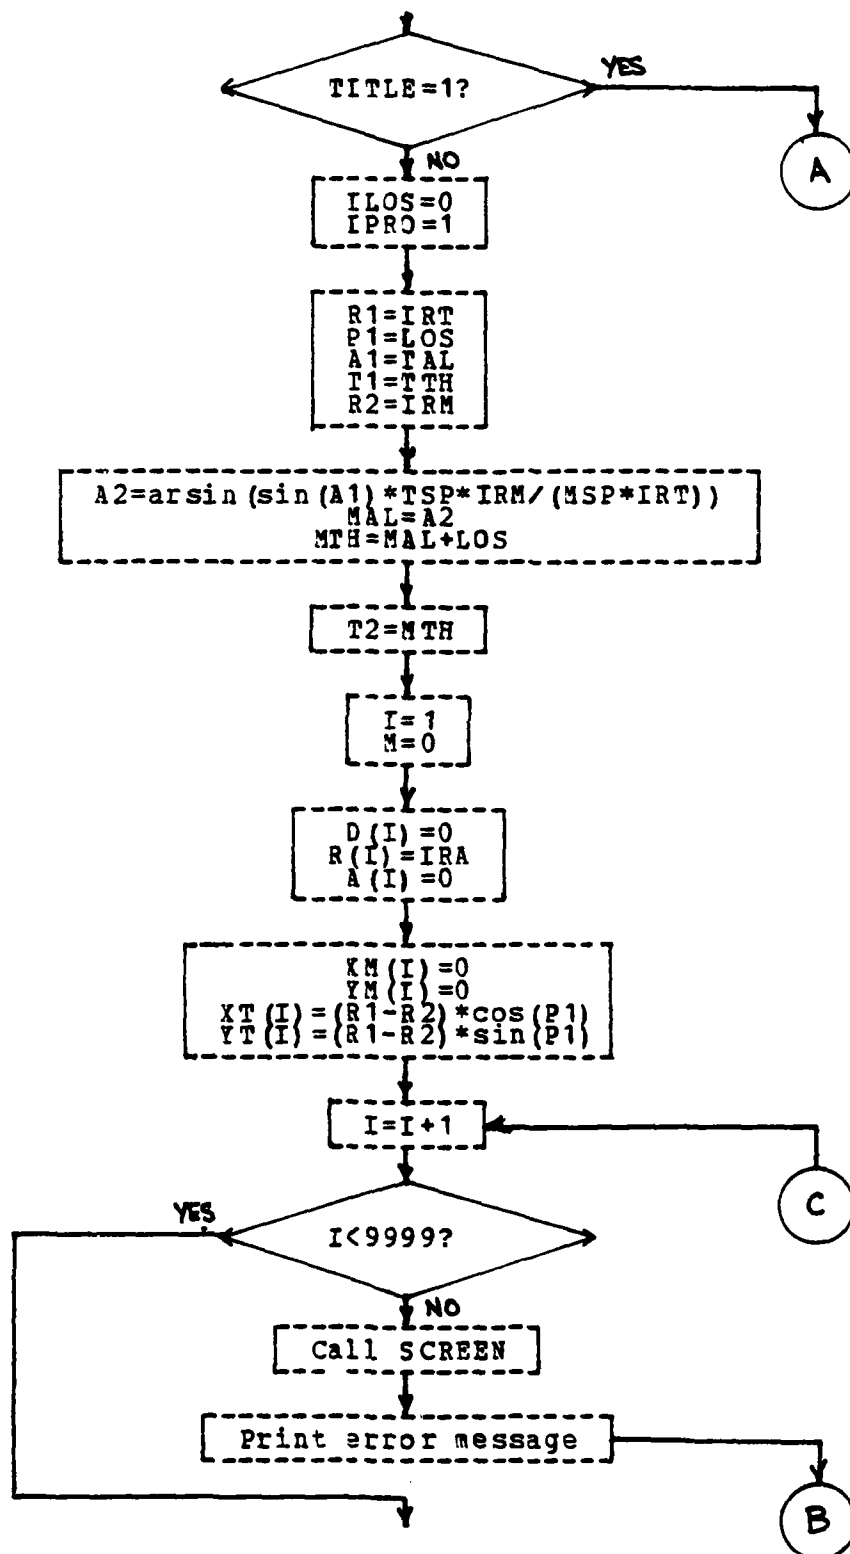 TITLE=1?
YES
A
NO
ILOS=0
IPRO=1
R1=IRT
P1=LOS
A1=TAL
T1=TTH
R2=IRM
A2=arsin(sin(A1)*TSP*IRM/(MSP*IRT))
MAL=A2
MTH=MAL+LOS
T2=MTH
I=1
M=0
D(I)=0
R(I)=IRA
A(I)=0
XM(I)=0
YM(I)=0
XT(I)=(R1-R2)*cos(P1)
YT(I)=(R1-R2)*sin(P1)
I=I+1
C
YES
I<9999?
NO
Call SCREEN
Print error message
B